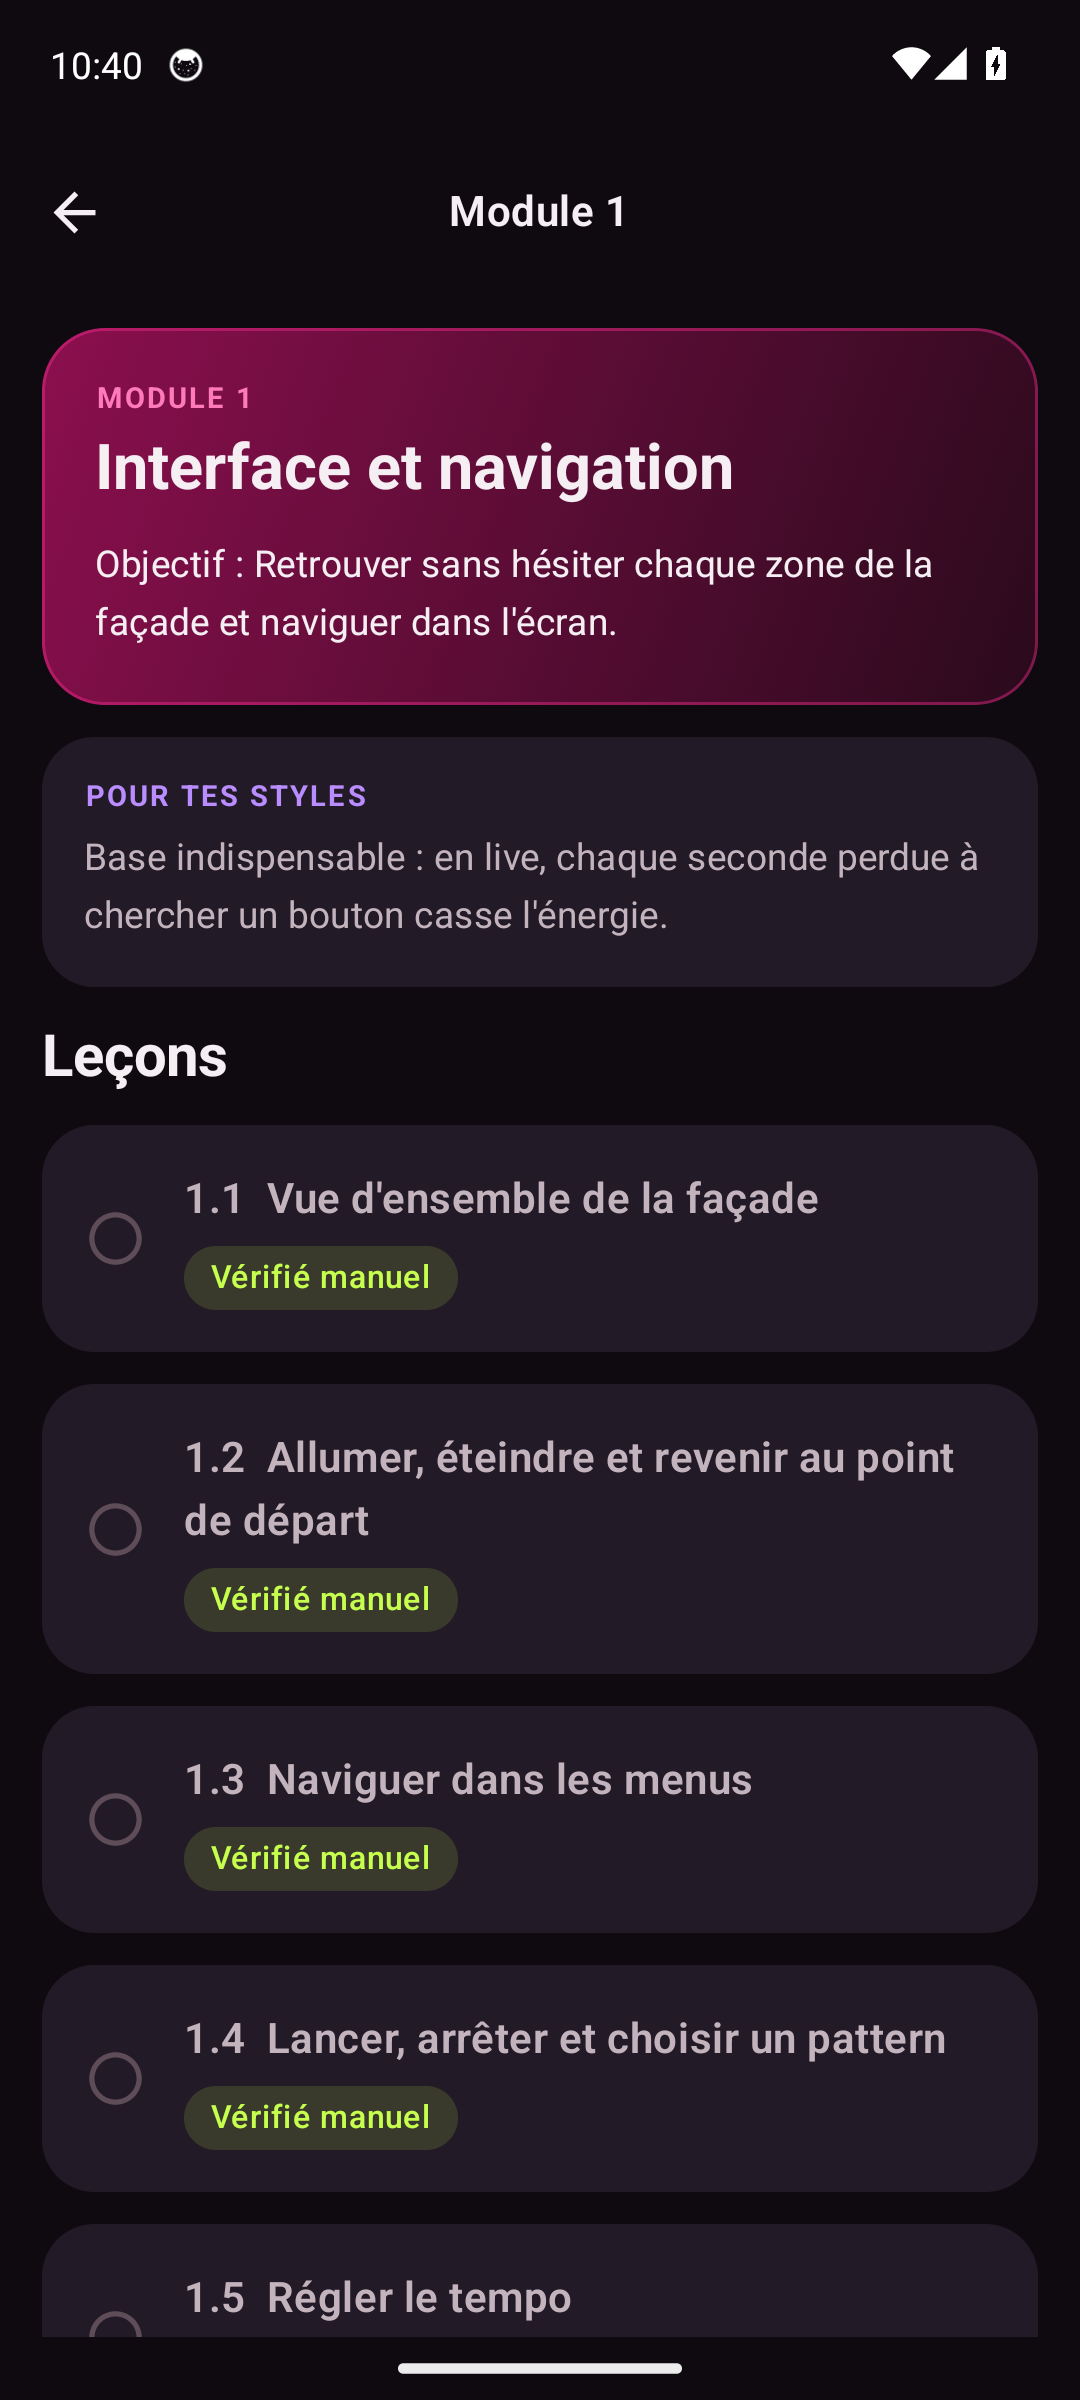 10:40
Module 1
MODULE 1
Interface et navigation
Objectif : Retrouver sans hésiter chaque zone de la
façade et naviguer dans l'écran.
POUR TES STYLES
Base indispensable : en live, chaque seconde perdue à
chercher un bouton casse l'énergie.
Leçons
1.1 Vue d'ensemble de la façade
Vérifié manuel
1.2 Allumer, éteindre et revenir au point
de départ
Vérifié manuel
1.3 Naviguer dans les menus
Vérifié manuel
1.4 Lancer, arrêter et choisir un pattern
Vérifié manuel
1.5 Régler le tempo